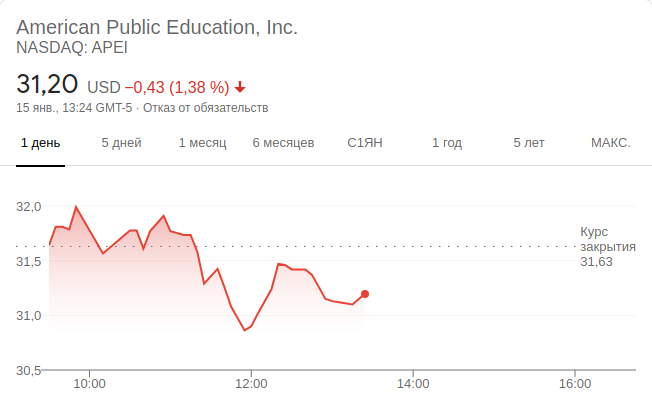 American Public Education, Inc.
NASDAQ: APEI
31,20 USD −0,43 (1,38 %)
15 янв., 13:24 GMT-5 · Отказ от обязательств
1 день 5 дней 1 месяц 6 месяцев С1ЯН 1 год 5 лет МАКС.
32,0
Курс
закрытия
31,63
31,5
31,0
30,5
10:00 12:00 14:00 16:00